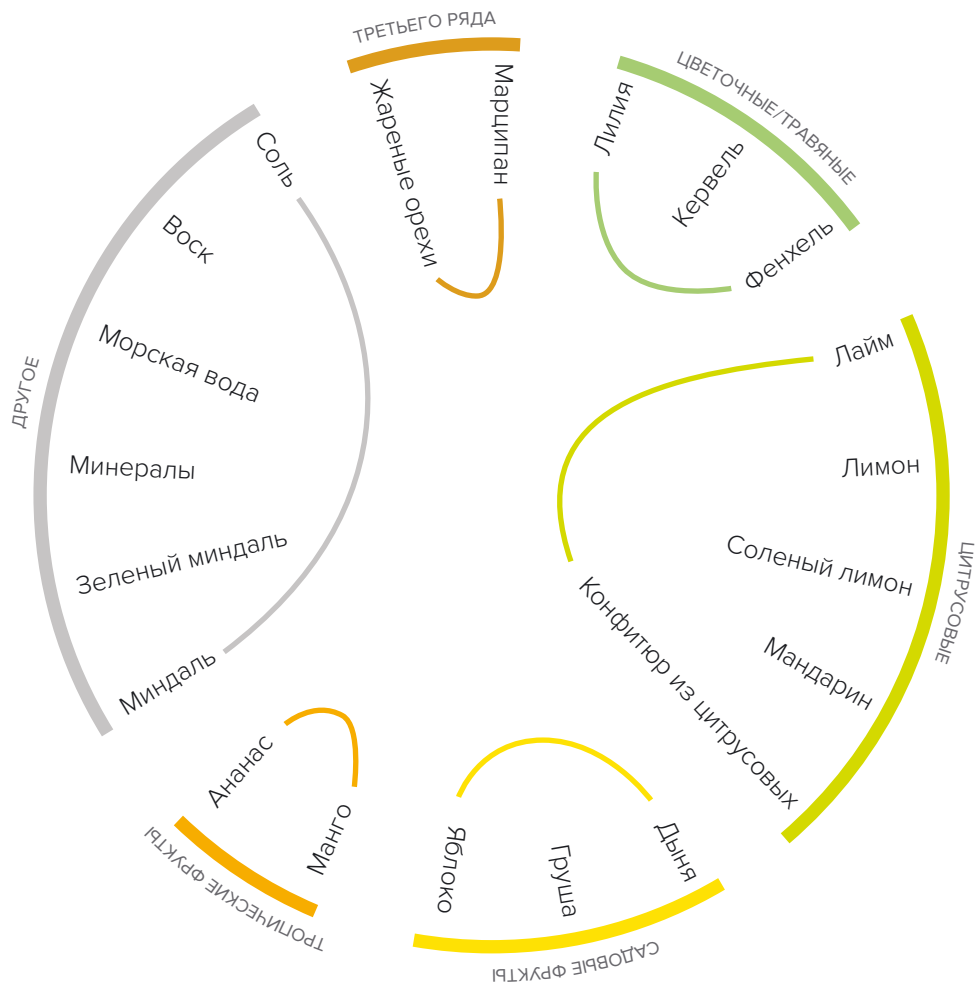 ТРЕТЬЕГО РЯДА
Жареные орехи
Марципан
ЦВЕТОЧНЫЕ/ТРАВЯНЫЕ
Лилия
Кервель
Фенхель
ЦИТРУСОВЫЕ
Лайм
Лимон
Соленый лимон
Мандарин
Конфитюр из цитрусовых
САДОВЫЕ ФРУКТЫ
Дыня
Груша
Яблоко
ТРОПИЧЕСКИЕ ФРУКТЫ
Манго
Ананас
ДРУГОЕ
Миндаль
Зеленый миндаль
Минералы
Морская вода
Воск
Соль